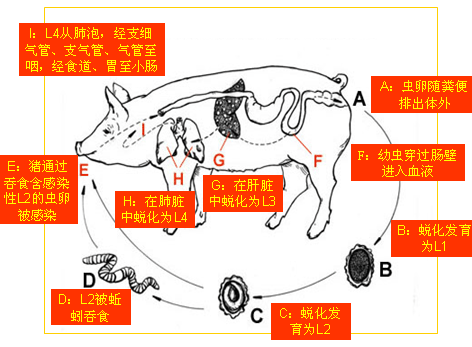 I：L4从肺泡，经支细
气管、支气管、气管至
咽，经食道、胃至小肠
A
A：虫卵随粪便
排出体外
I
E
H
G
F
E：猪通过
吞食含感染
性L2的虫卵
被感染
H：在肺脏
中蜕化为L4
G：在肝脏
中蜕化为L3
F：幼虫穿过肠壁
进入血液
B：蜕化发育
为L1
B
D
C
D：L2被蚯
蚓吞食
C：蜕化发
育为L2